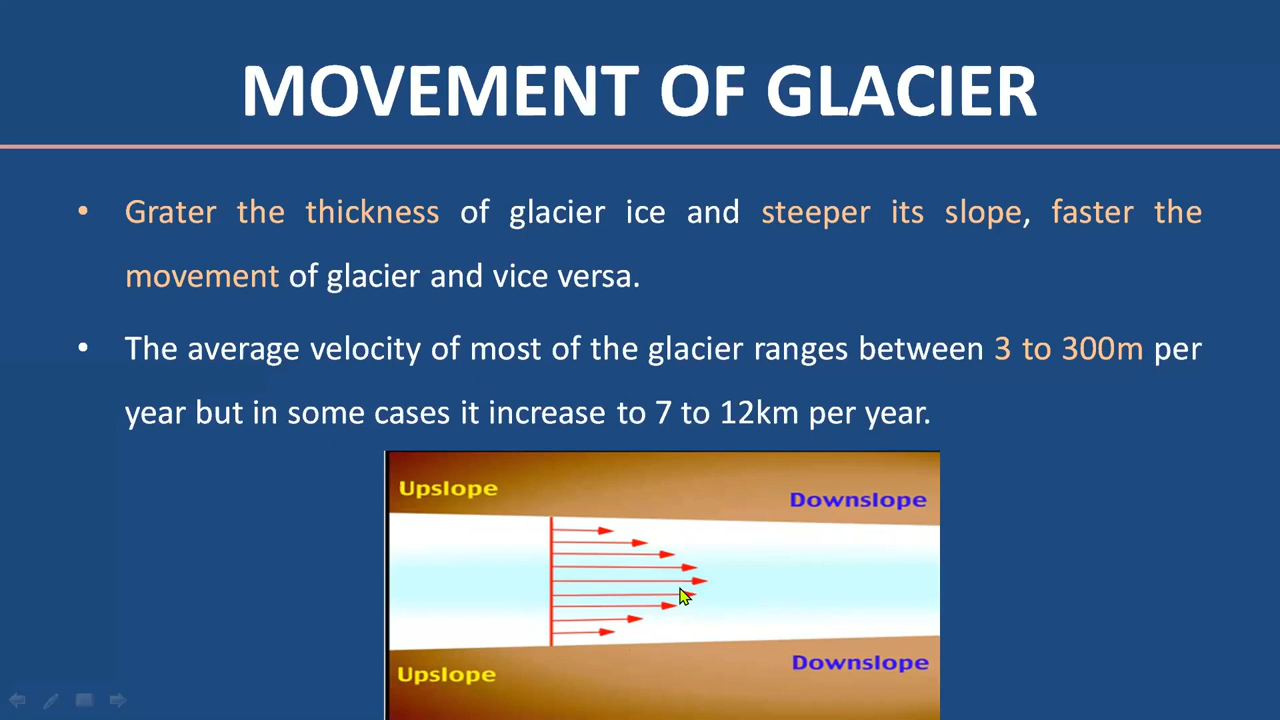 MOVEMENT OF GLACIER
• Grater the thickness of glacier ice and steeper its slope, faster the
movement of glacier and vice versa.
• The average velocity of most of the glacier ranges between 3 to 300m per
year but in some cases it increase to 7 to 12km per year.
Upslope
Downslope
Downslope
Upslope